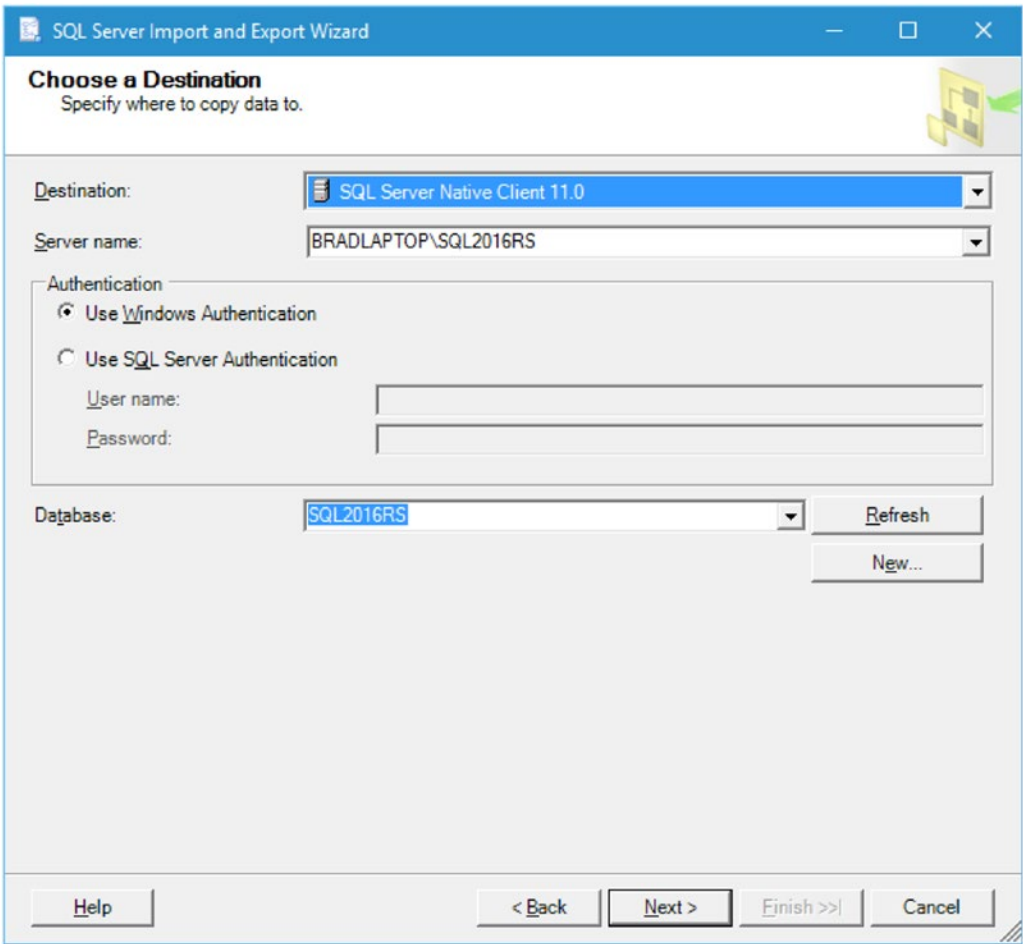 SQL Server Import and Export Wizard
Choose a Destination
Specify where to copy data to.
Destination: SQL Server Native Client 11.0
Server name: BRADLAPTOP\SQL2016RS
Authentication
Use Windows Authentication
Use SQL Server Authentication
User name:
Password:
Database: SQL2016RS Refresh
New...
Help < Back Next > Finish >>| Cancel